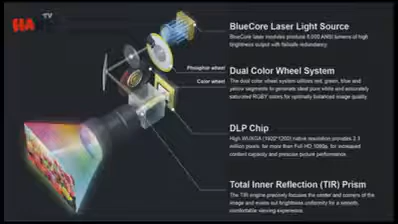 TV
BlueCore Laser Light Source
BlueCore laser modules produce 6,000 ANSI lumens of high
brightness output with failsafe redundancy.
Phosphor wheel
Color wheel
Dual Color Wheel System
The dual color wheel system utilizes red, green, blue and
yellow segments to generate ideal pure white and accurately
saturated RGBY colors for optimally balanced image quality.
DLP Chip
High WUXGA (1920*1200) native resolution provides 2.3
million pixels, far more than Full HD 1080p, for increased
content capacity and precise picture performance.
Total Inner Reflection (TIR) Prism
The TIR engine precisely focuses the center and corners of the
image and evens out brightness uniformity for a smooth,
comfortable viewing experience.